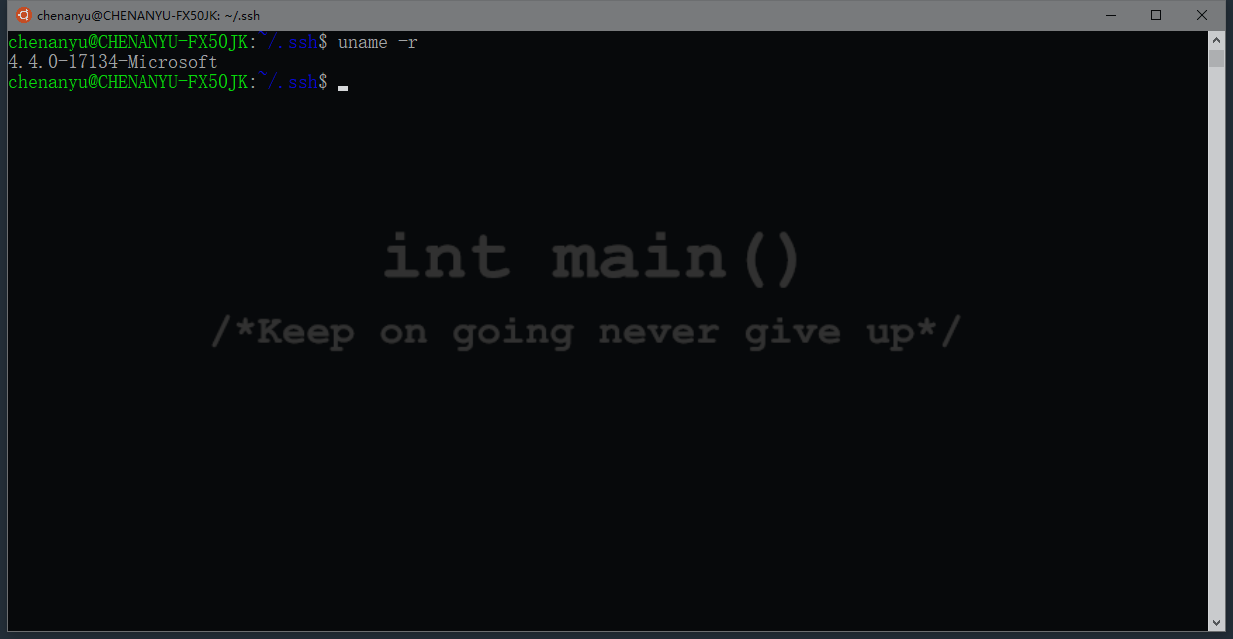 chenanyu@CHENANYU-FX50JK: ~/.ssh
chenanyu@CHENANYU-FX50JK:~/.ssh$ uname -r
4.4.0-17134-Microsoft
chenanyu@CHENANYU-FX50JK:~/.ssh$
int main()
/*Keep on going never give up*/